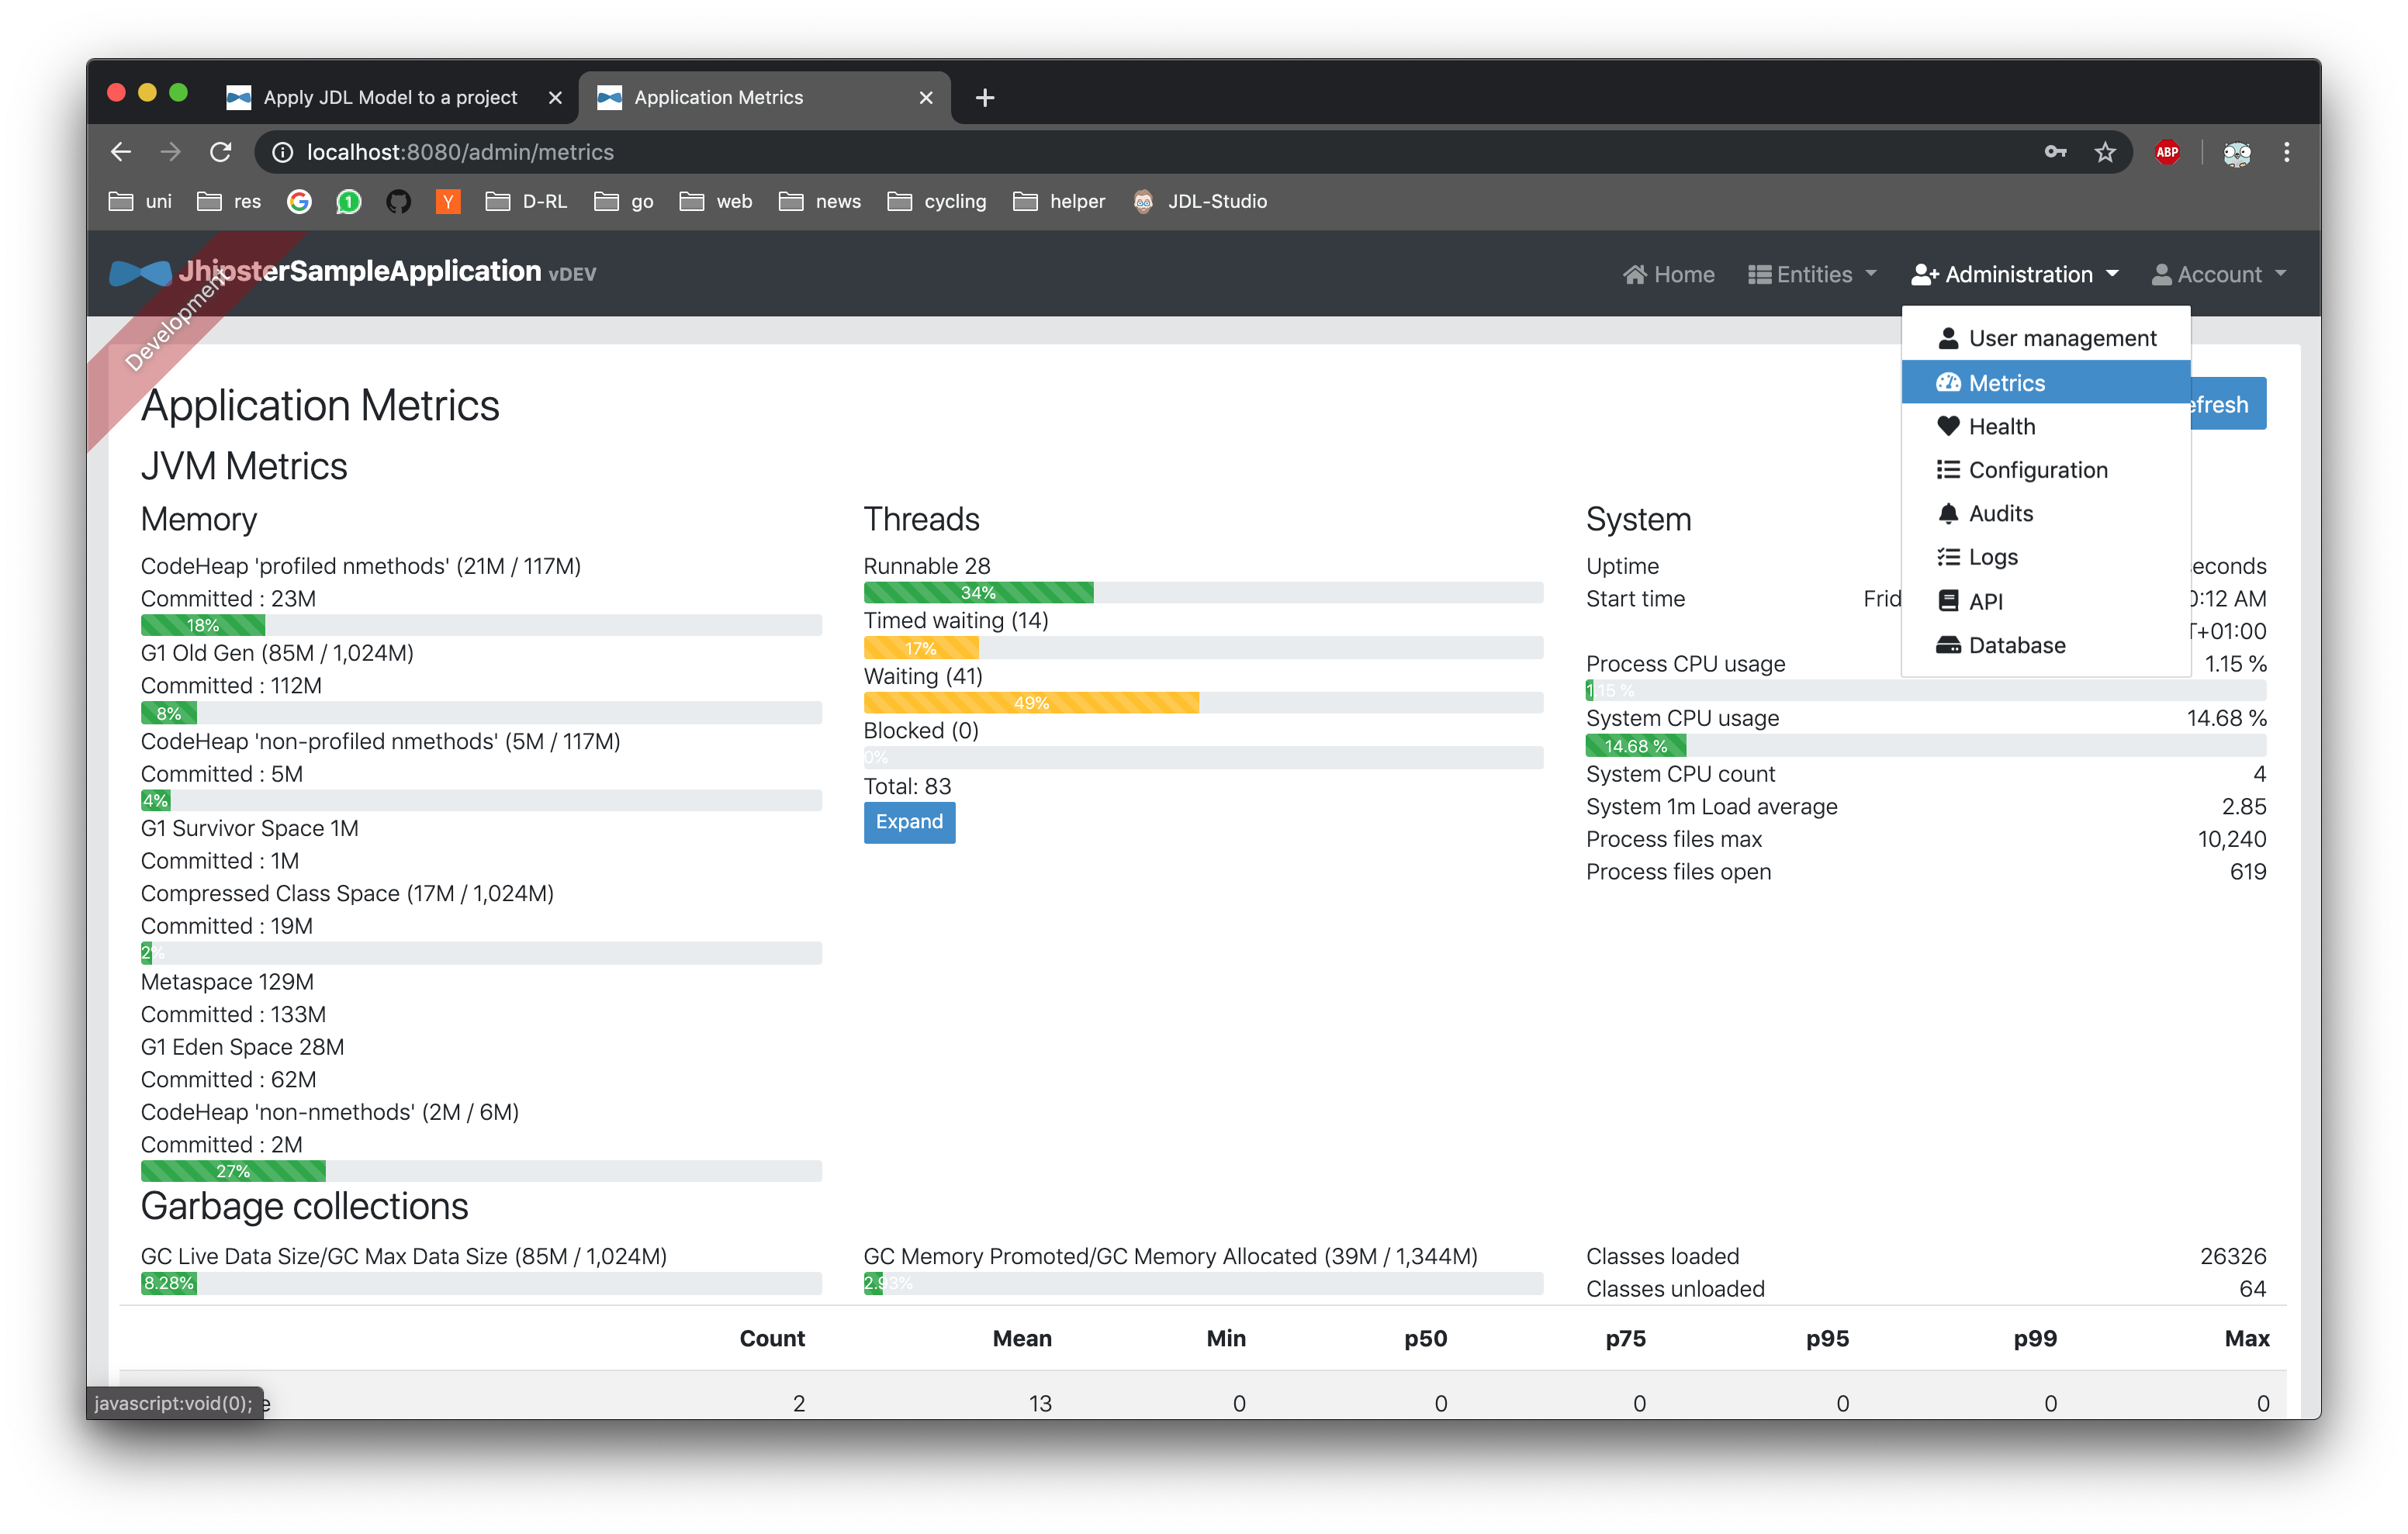 Apply JDL Model to a project
Application Metrics
localhost:8080/admin/metrics
ABP
uni res 1 Y D-RL go web news cycling helper JDL-Studio
JhipsterSampleApplication vDEV
Home Entities Administration Account
Development
User management
Metrics
Health
Configuration
Audits
Logs
API
Database
Application Metrics
efresh
JVM Metrics
Memory
CodeHeap 'profiled nmethods' (21M / 117M)
Committed : 23M
18%
G1 Old Gen (85M / 1,024M)
Committed : 112M
8%
CodeHeap 'non-profiled nmethods' (5M / 117M)
Committed : 5M
4%
G1 Survivor Space 1M
Committed : 1M
Compressed Class Space (17M / 1,024M)
Committed : 19M
2%
Metaspace 129M
Committed : 133M
G1 Eden Space 28M
Committed : 62M
CodeHeap 'non-nmethods' (2M / 6M)
Committed : 2M
27%
Threads
Runnable 28
34%
Timed waiting (14)
17%
Waiting (41)
49%
Blocked (0)
0%
Total: 83
Expand
System
Uptime econds
Start time Frid 0:12 AM
T+01:00
Process CPU usage 1.15 %
1.15 %
System CPU usage 14.68 %
14.68 %
System CPU count 4
System 1m Load average 2.85
Process files max 10,240
Process files open 619
Garbage collections
GC Live Data Size/GC Max Data Size (85M / 1,024M)
8.28%
GC Memory Promoted/GC Memory Allocated (39M / 1,344M)
2.93%
Classes loaded 26326
Classes unloaded 64
Count Mean Min p50 p75 p95 p99 Max
e 2 13 0 0 0 0 0 0
javascript:void(0);